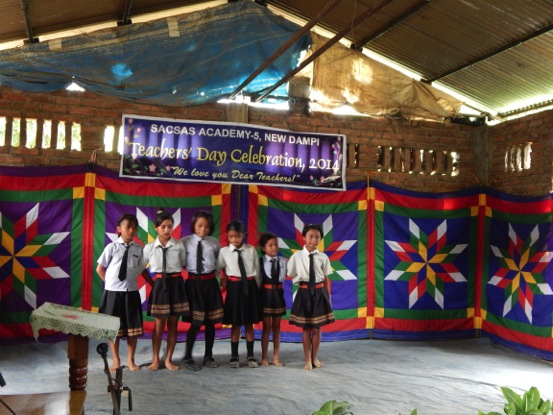 SACSAS ACADEMY-5, NEW DAMPI
Teachers' Day Celebration, 2014
"We love you Dear Teachers!"